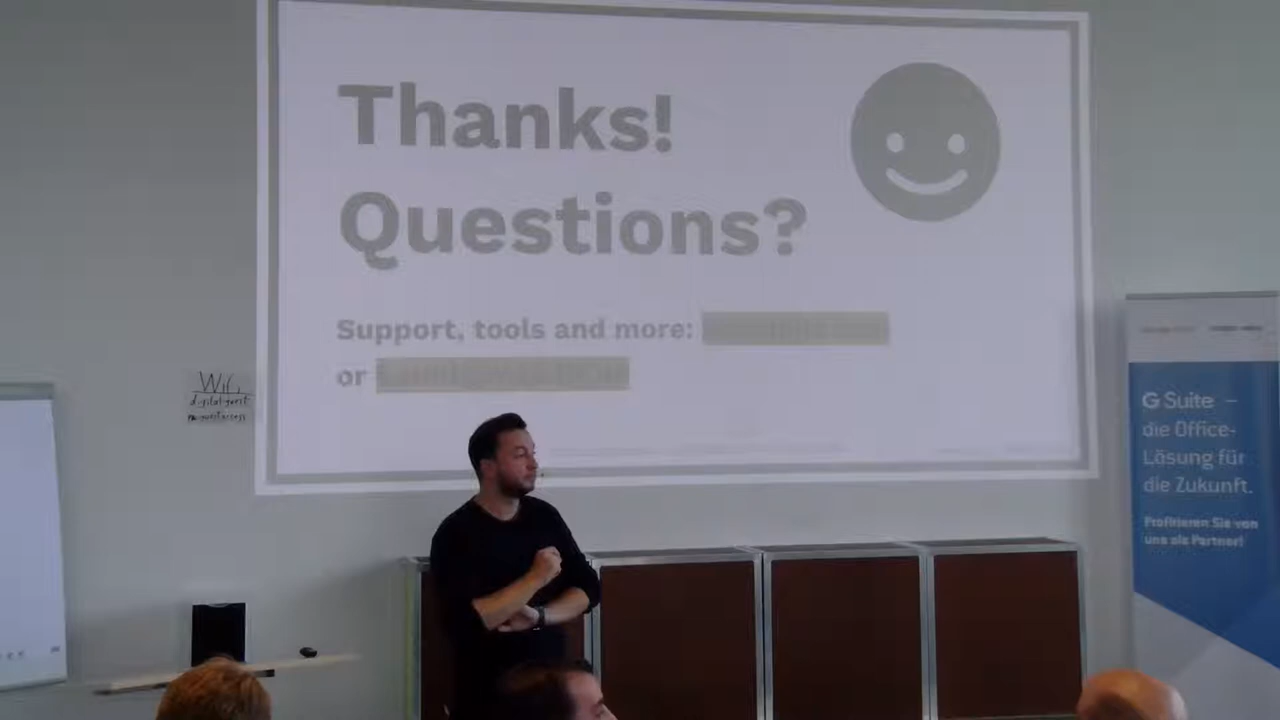 Thanks!
Questions?
Support, tools and more:
or
Wifi
G Suite –
die Office-
Lösung für
die Zukunft.
Profitieren Sie von
uns als Partner!